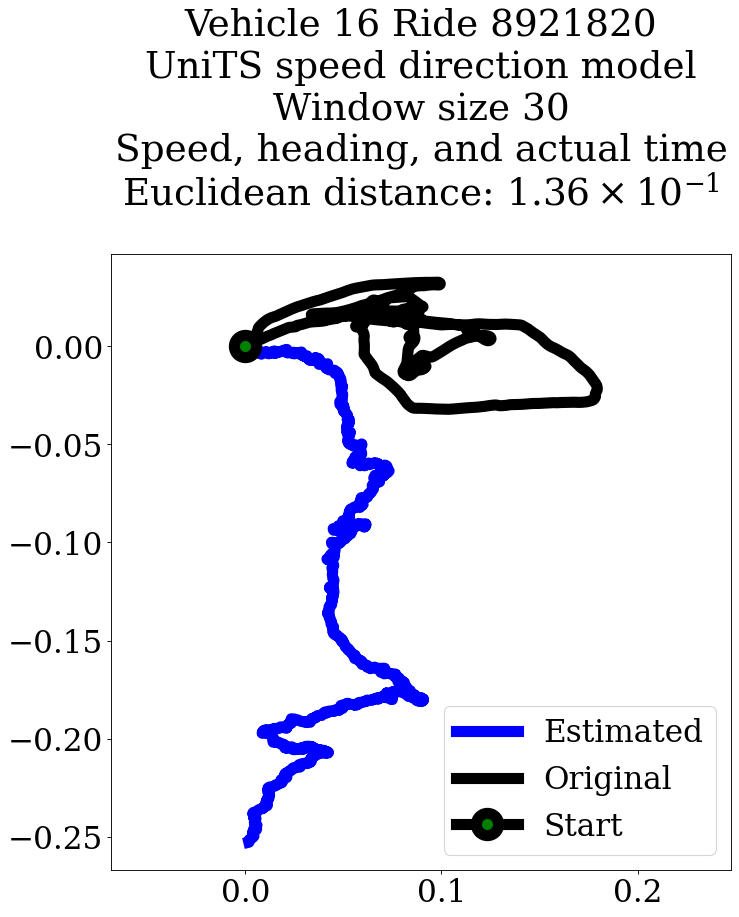 Vehicle 16 Ride 8921820
UniTS speed direction model
Window size 30
Speed, heading, and actual time
Euclidean distance: 1.36 × 10⁻¹
0.00
−0.05
−0.10
−0.15
−0.20
−0.25
0.0
0.1
0.2
Estimated
Original
Start